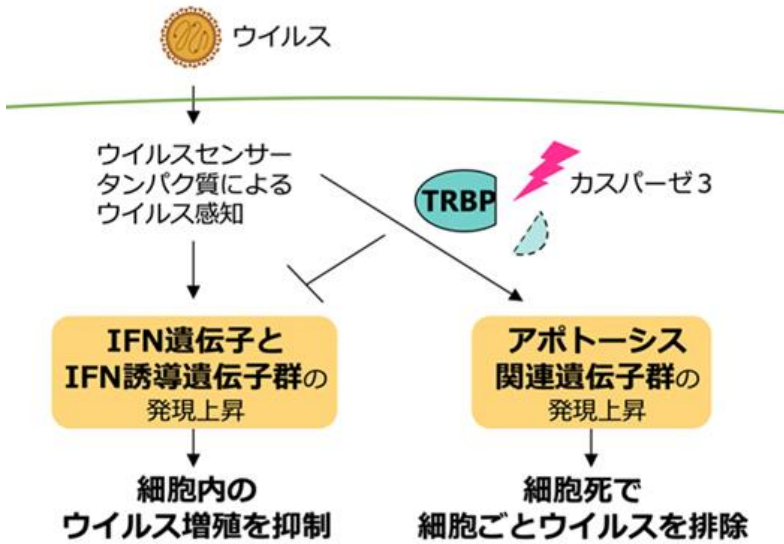 ウイルス
ウイルスセンサー
タンパク質による
ウイルス感知
TRBP
カスパーゼ3
IFN遺伝子と
IFN誘導遺伝子群の
発現上昇
アポトーシス
関連遺伝子群の
発現上昇
細胞内の
ウイルス増殖を抑制
細胞死で
細胞ごとウイルスを排除